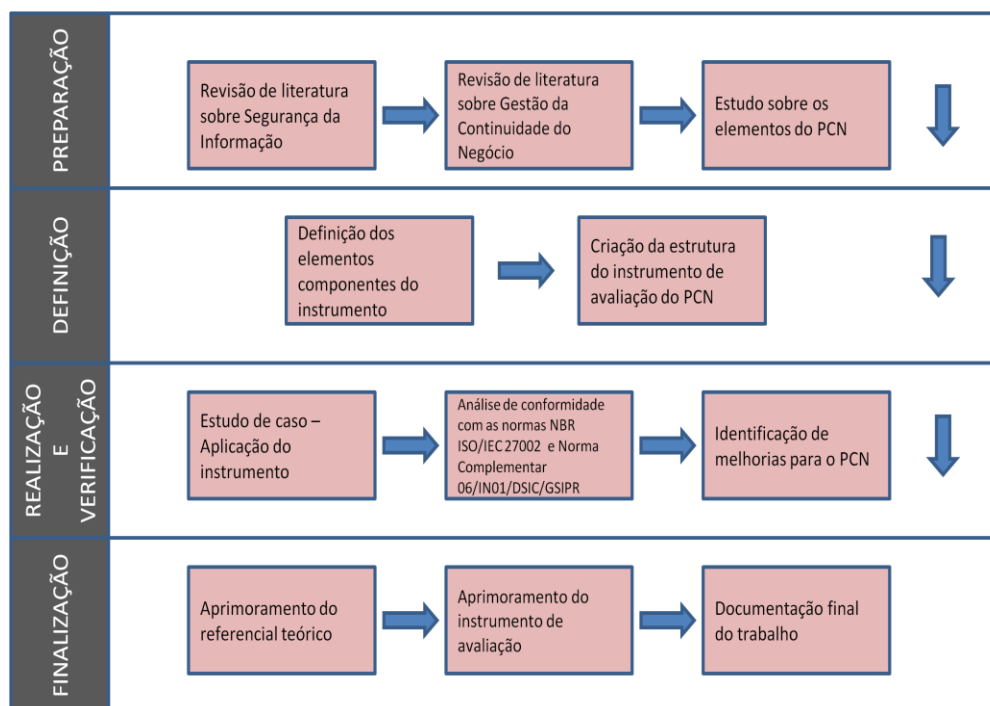 PREPARAÇÃO
Revisão de literatura
sobre Segurança da
Informação
Revisão de literatura
sobre Gestão da
Continuidade do
Negócio
Estudo sobre os
elementos do PCN
DEFINIÇÃO
Definição dos
elementos
componentes do
instrumento
Criação da estrutura
do instrumento de
avaliação do PCN
REALIZAÇÃO
E
VERIFICAÇÃO
Estudo de caso –
Aplicação do
instrumento
Análise de conformidade
com as normas NBR
ISO/IEC 27002 e Norma
Complementar
06/IN01/DSIC/GSIPR
Identificação de
melhorias para o PCN
FINALIZAÇÃO
Aprimoramento do
referencial teórico
Aprimoramento do
instrumento de
avaliação
Documentação final
do trabalho